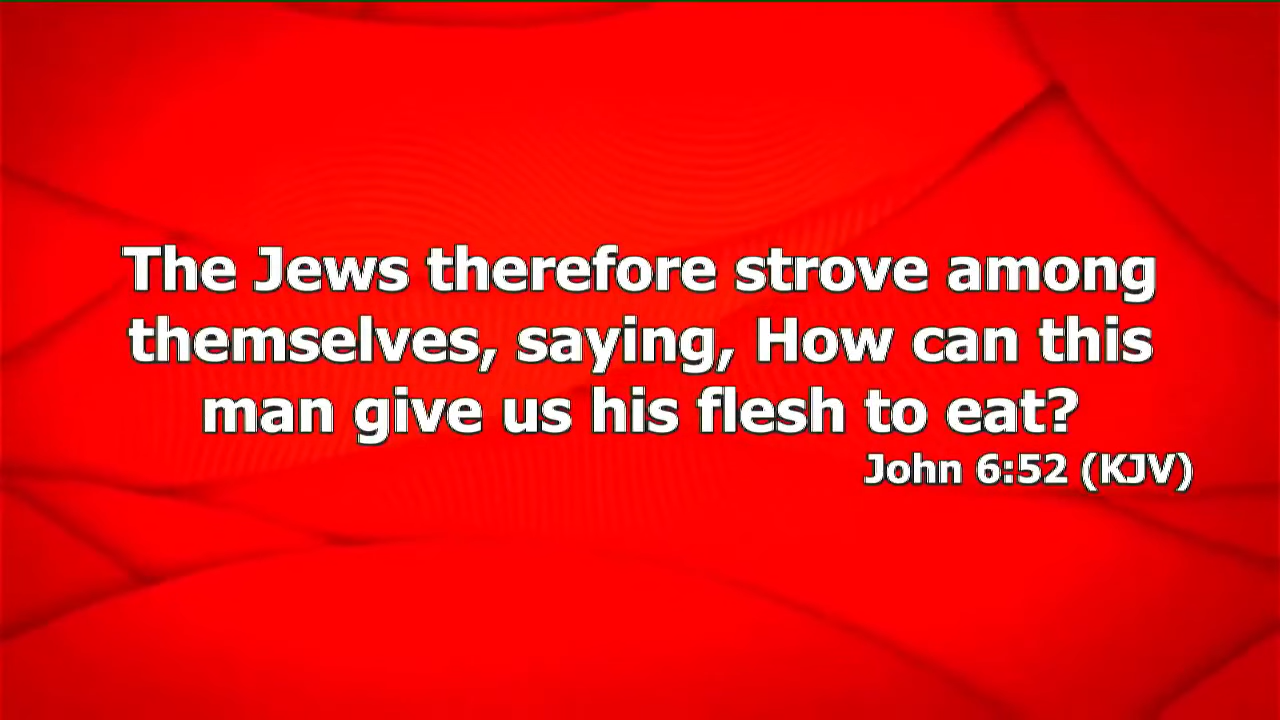 The Jews therefore strove among
themselves, saying, How can this
man give us his flesh to eat?
John 6:52 (KJV)